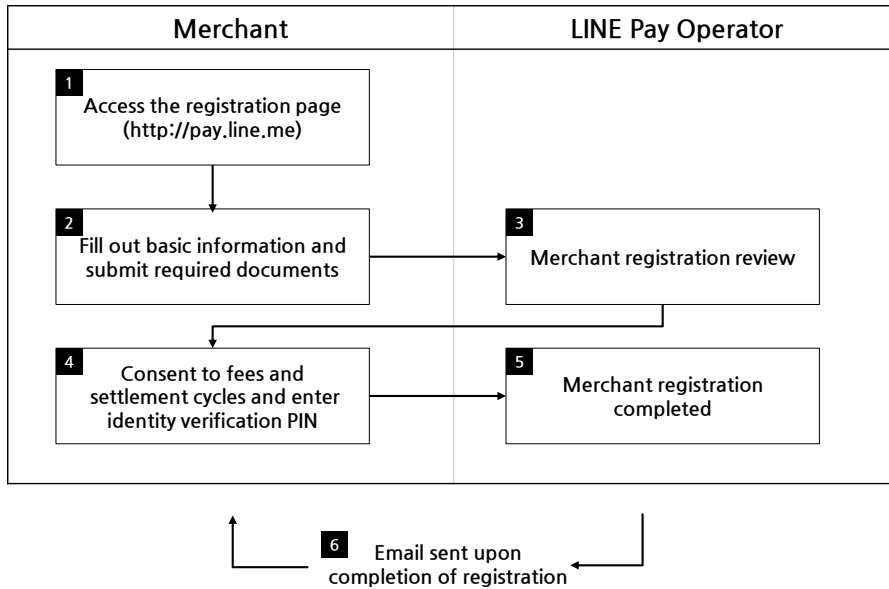 Merchant
LINE Pay Operator
1
Access the registration page
(http://pay.line.me)
2
Fill out basic information and
submit required documents
3
Merchant registration review
4
Consent to fees and
settlement cycles and enter
identity verification PIN
5
Merchant registration
completed
6
Email sent upon
completion of registration